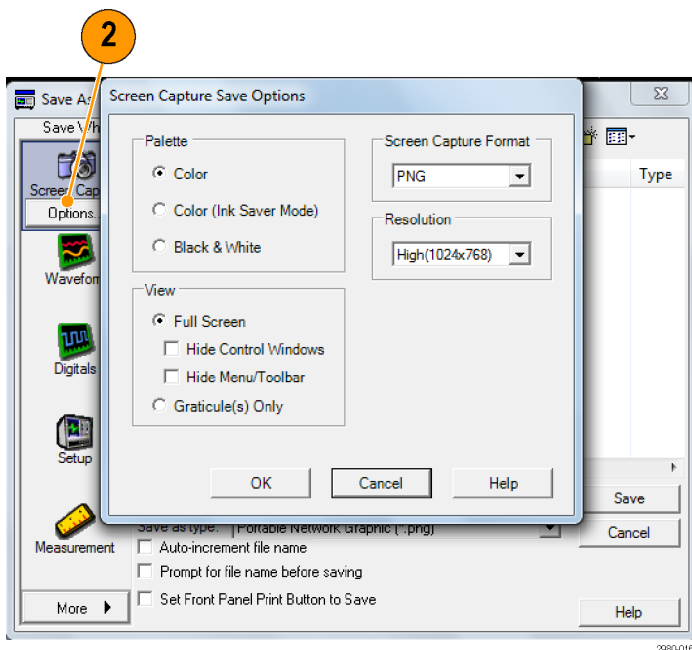 2
Save A
Screen Capture Save Options
Save Wh
Screen Cap
Options..
Waveform
Digitals
Setup
Measurement
More
Palette
Color
Color (Ink Saver Mode)
Black & White
View
Full Screen
Hide Control Windows
Hide Menu/Toolbar
Graticule(s) Only
Screen Capture Format
PNG
Resolution
High(1024x768)
OK
Cancel
Help
Type
Save as type: Portable Network Graphic (*.png)
Auto-increment file name
Prompt for file name before saving
Set Front Panel Print Button to Save
Save
Cancel
Help
2980-016